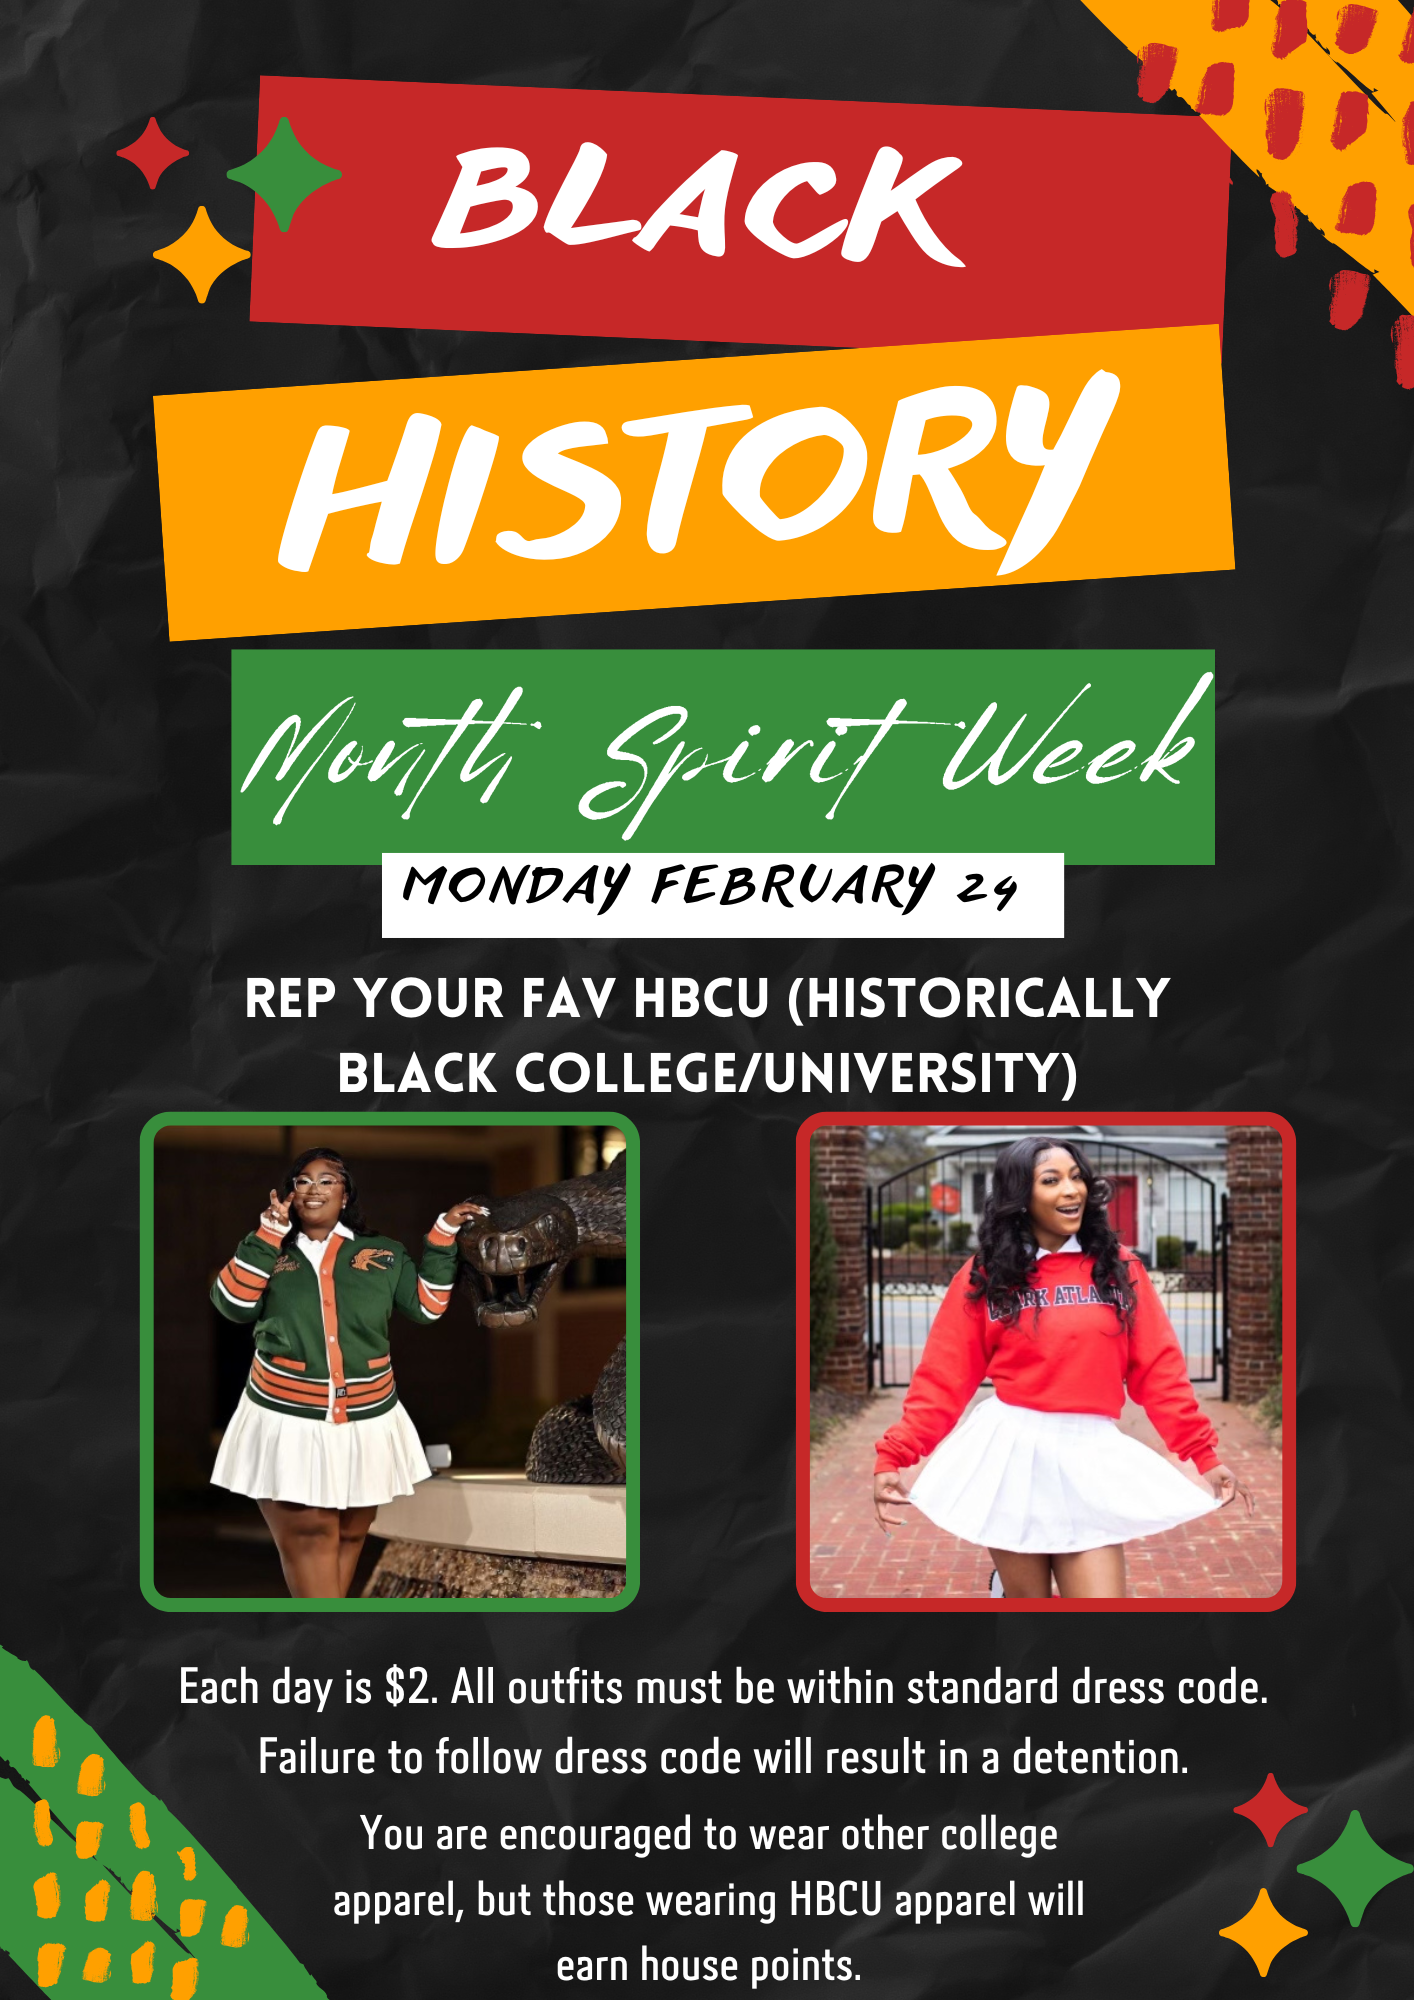 BLACK
HISTORY
Month Spirit Week
MONDAY FEBRUARY 24
REP YOUR FAV HBCU (HISTORICALLY
BLACK COLLEGE/UNIVERSITY)
CLARK ATLANTA
Each day is $2. All outfits must be within standard dress code.
Failure to follow dress code will result in a detention.
You are encouraged to wear other college
apparel, but those wearing HBCU apparel will
earn house points.